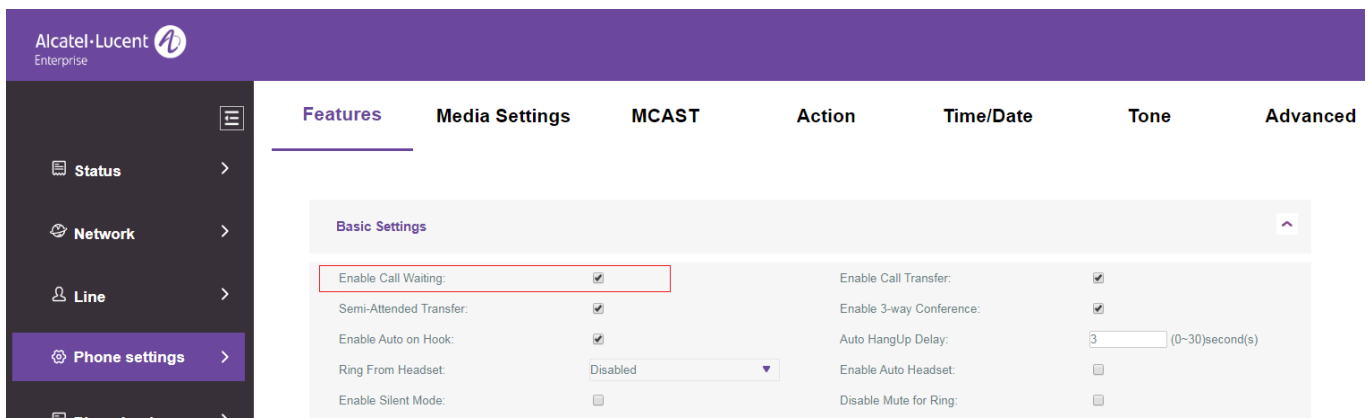 Alcatel·Lucent
Enterprise
Features Media Settings MCAST Action Time/Date Tone Advanced
Status
Network
Line
Phone settings
Basic Settings
Enable Call Waiting: Enable Call Transfer:
Semi-Attended Transfer: Enable 3-way Conference:
Enable Auto on Hook: Auto HangUp Delay: 3 (0~30)second(s)
Ring From Headset: Disabled Enable Auto Headset:
Enable Silent Mode: Disable Mute for Ring: